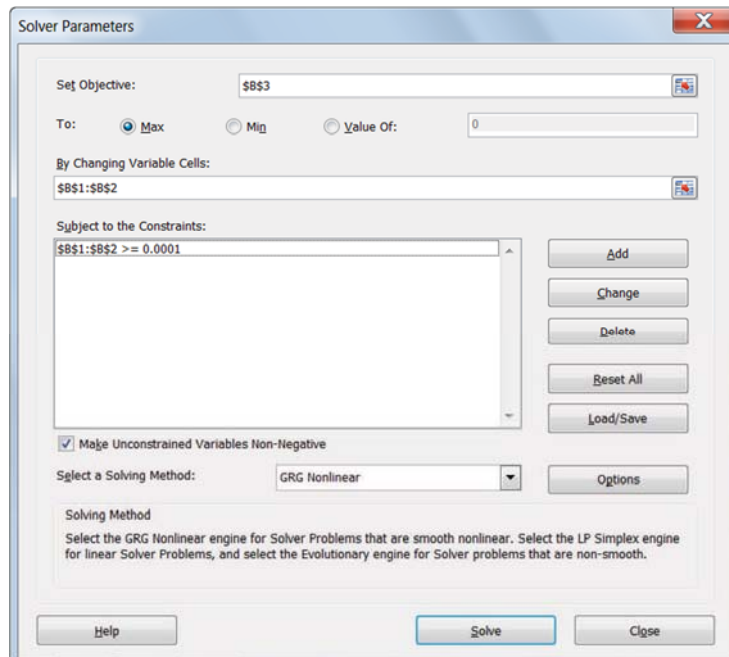 Solver Parameters
X
Set Objective:
$B$3
To:
Max
Min
Value Of:
0
By Changing Variable Cells:
$B$1:$B$2
Subject to the Constraints:
$B$1:$B$2 >= 0.0001
Add
Change
Delete
Reset All
Load/Save
Make Unconstrained Variables Non-Negative
Select a Solving Method:
GRG Nonlinear
Options
Solving Method
Select the GRG Nonlinear engine for Solver Problems that are smooth nonlinear. Select the LP Simplex engine
for linear Solver Problems, and select the Evolutionary engine for Solver problems that are non-smooth.
Help
Solve
Close